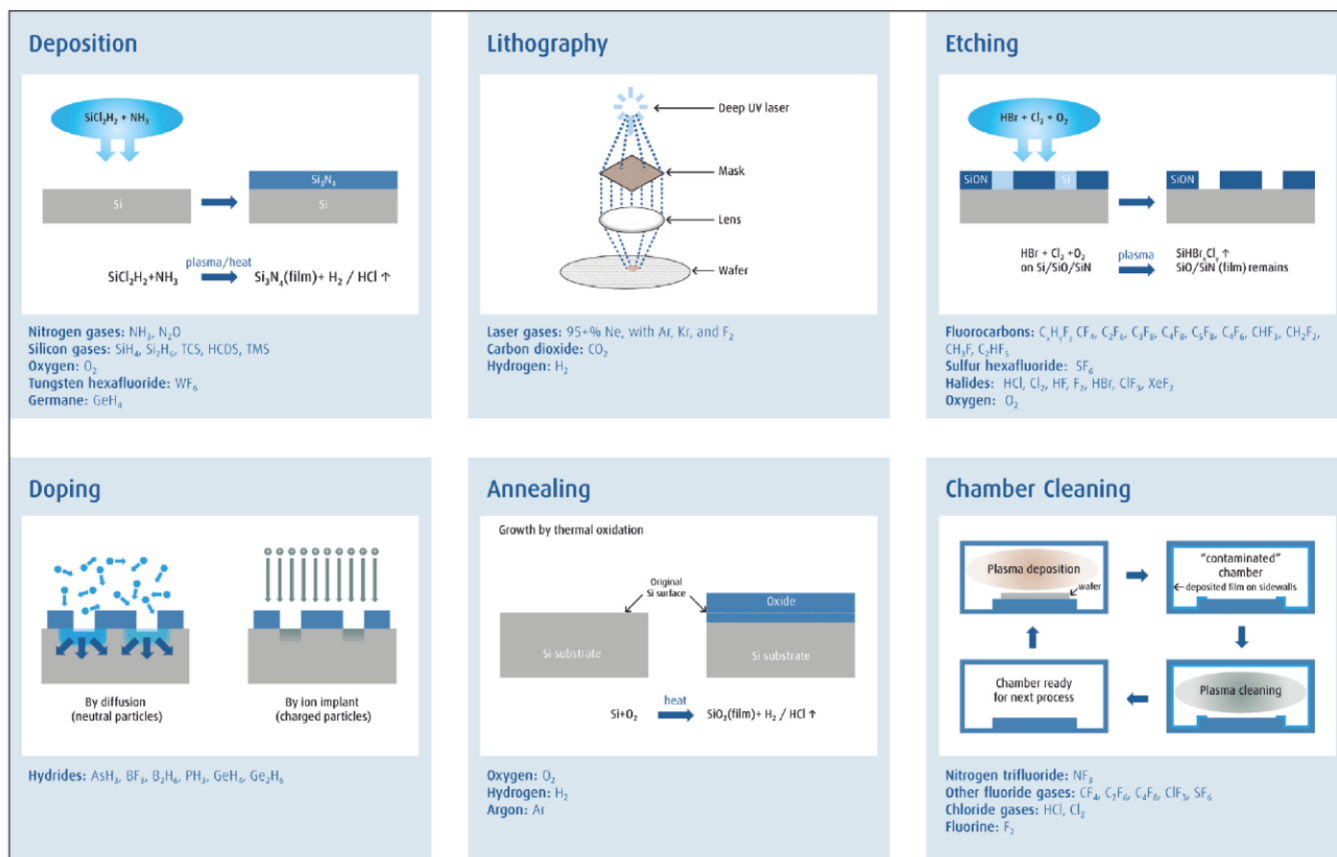 Deposition
SiCl₂H₂ + NH₃
Si
Si₃N₄
Si
SiCl₂H₂+NH₃
plasma/heat
Si₃N₄(film)+ H₂ / HCl ↑
Nitrogen gases: NH₃, N₂O
Silicon gases: SiH₄, Si₂H₆, TCS, HCDS, TMS
Oxygen: O₂
Tungsten hexafluoride: WF₆
Germane: GeH₄
Lithography
Deep UV laser
Mask
Lens
Wafer
Laser gases: 95+% Ne, with Ar, Kr, and F₂
Carbon dioxide: CO₂
Hydrogen: H₂
Etching
HBr + Cl₂ + O₂
SiON
Si
SiON
HBr + Cl₂ +O₂
on Si/SiO/SiN
plasma
SiHBrₓClᵧ ↑
SiO/SiN (film) remains
Fluorocarbons: CₓHᵧF₂ CF₄, C₂F₆, C₃F₈, C₄F₈, C₅F₈, C₄F₆, CHF₃, CH₂F₂,
CH₃F, C₂HF₅
Sulfur hexafluoride: SF₆
Halides: HCl, Cl₂, HF, F₂, HBr, ClF₃, XeF₂
Oxygen: O₂
Doping
By diffusion
(neutral particles)
By ion implant
(charged particles)
Hydrides: AsH₃, BF₃, B₂H₆, PH₃, GeH₄, Ge₂H₆
Annealing
Growth by thermal oxidation
Original
Si surface
Oxide
Si substrate
Si substrate
Si+O₂
heat
SiO₂(film)+ H₂ / HCl ↑
Oxygen: O₂
Hydrogen: H₂
Argon: Ar
Chamber Cleaning
Plasma deposition
wafer
"contaminated"
chamber
deposited film on sidewalls
Chamber ready
for next process
Plasma cleaning
Nitrogen trifluoride: NF₃
Other fluoride gases: CF₄, C₂F₆, C₄F₈, ClF₃, SF₆
Chloride gases: HCl, Cl₂
Fluorine: F₂